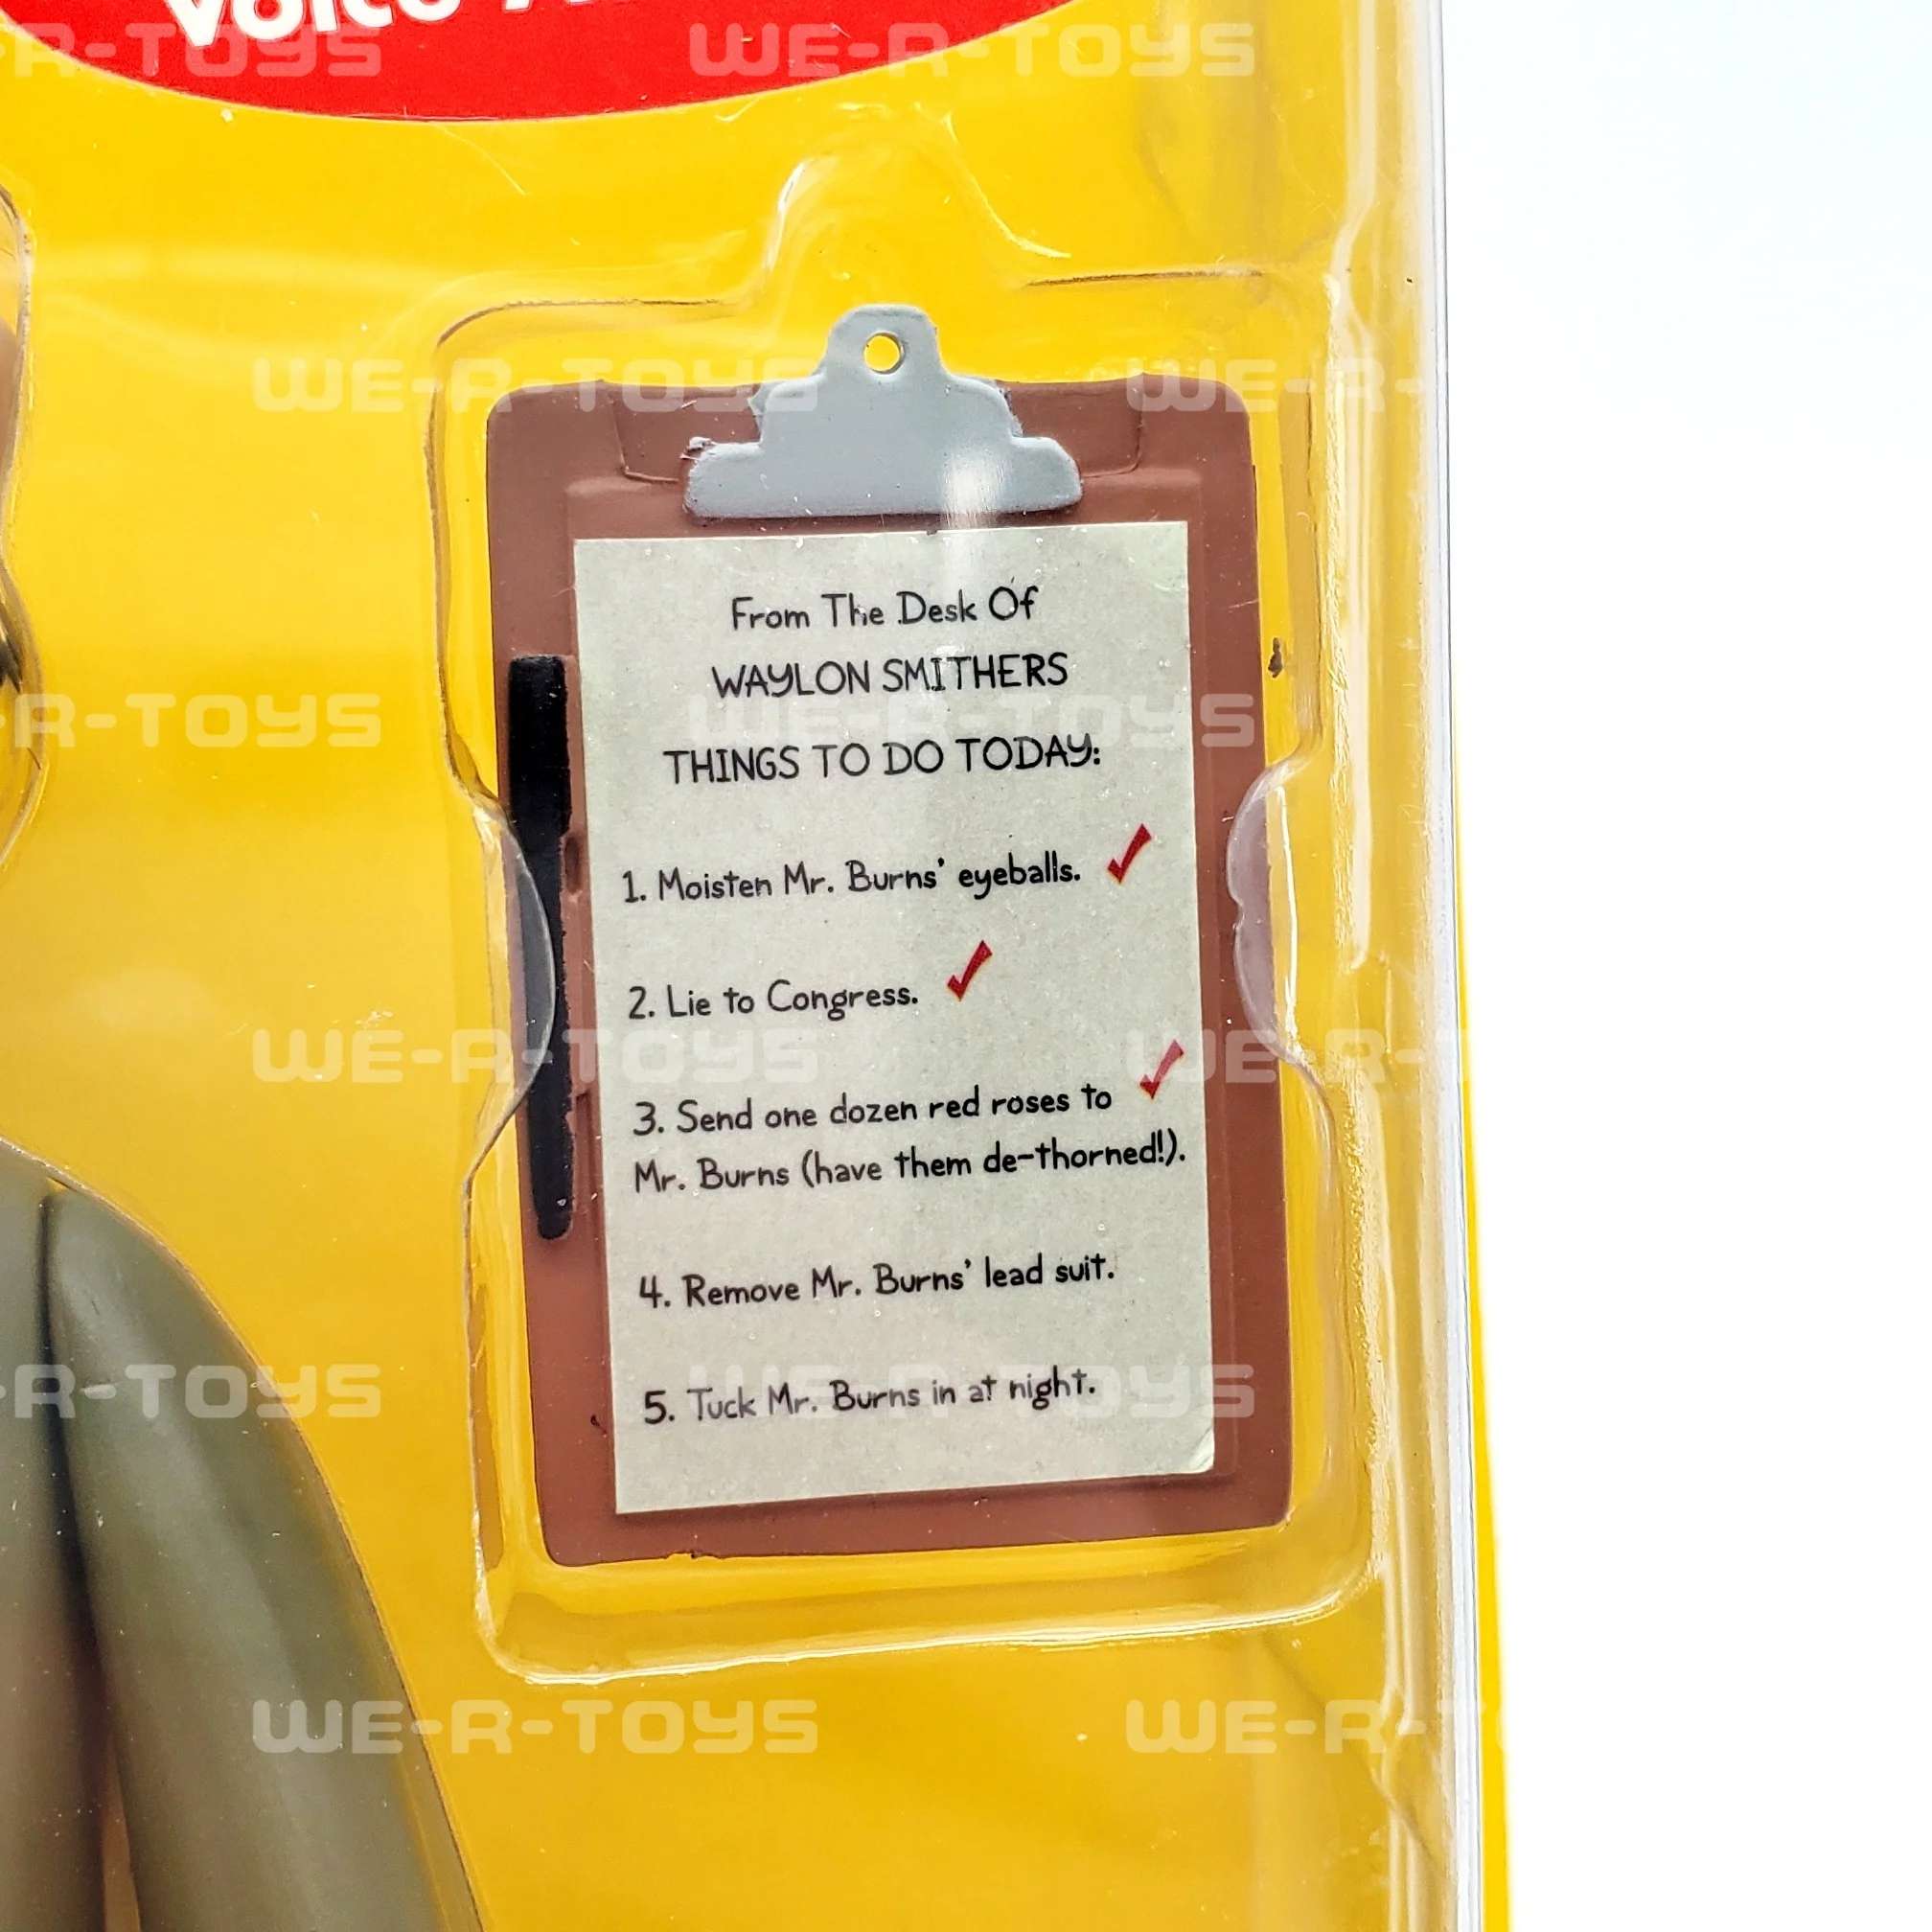 Voice
From The Desk Of
WAYLON SMITHERS
THINGS TO DO TODAY:
1. Moisten Mr. Burns' eyeballs.
2. Lie to Congress.
3. Send one dozen red roses to
Mr. Burns (have them de-thorned!).
4. Remove Mr. Burns' lead suit.
5. Tuck Mr. Burns in at night.
WE-R-TOYS